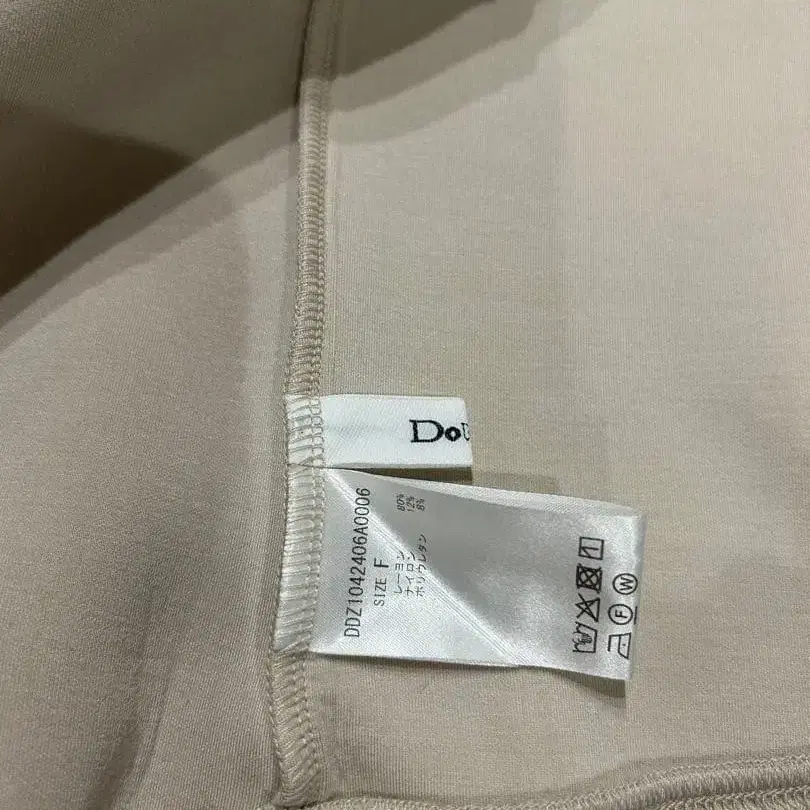 Do
DDZ1042406A0006
SIZE F
レーヨン 80%
ナイロン 12%
ポリウレタン 8%
F
W